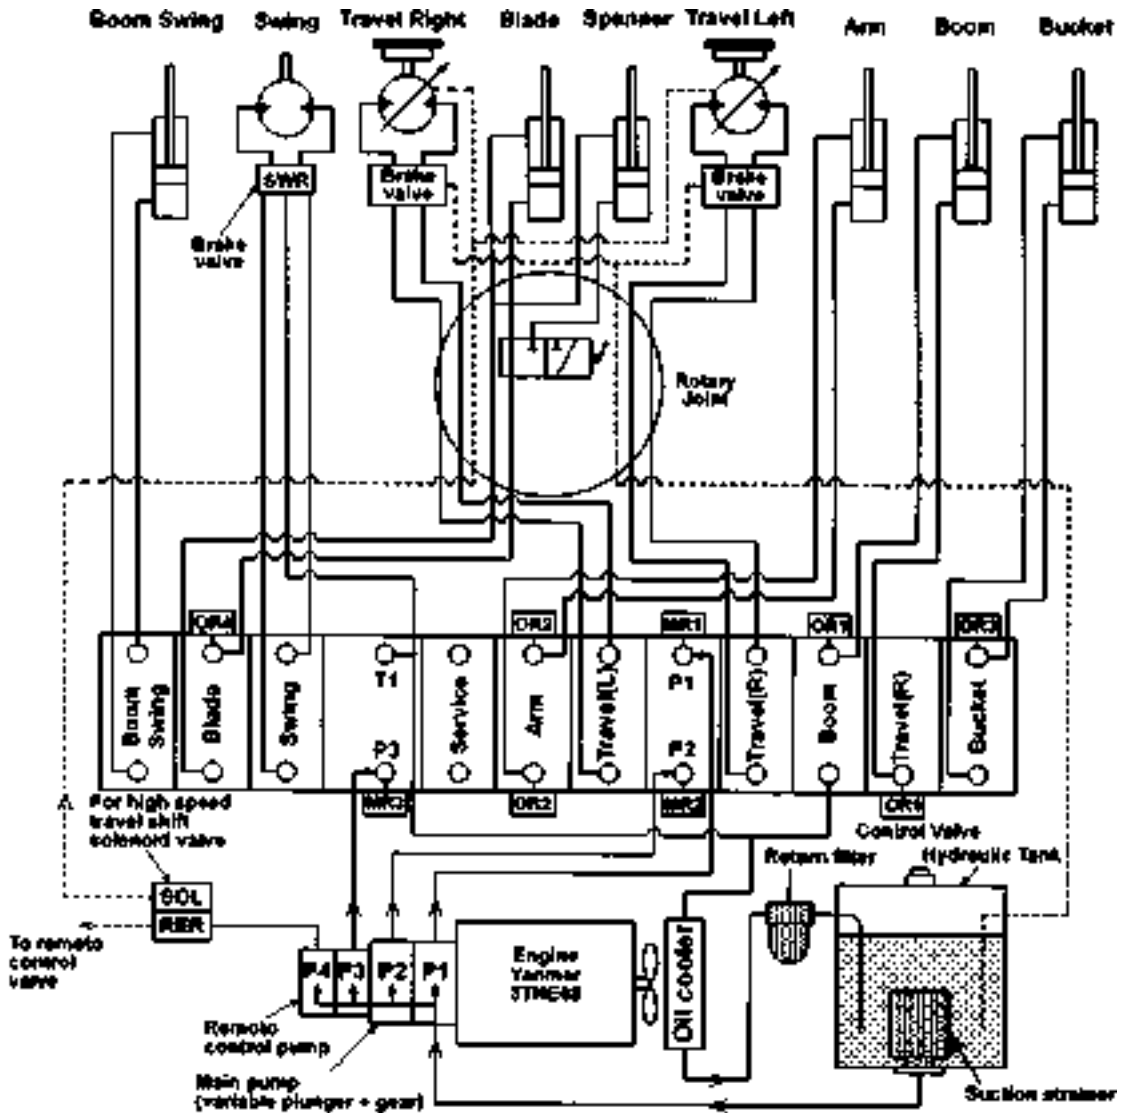 Boom Swing
Swing
Travel Right
Blade
Spenner
Travel Left
Arm
Boom
Bucket
SWR
Brake valve
Brake valve
Brake
valve
Rotary
Joint
OR4
OR2
MR1
OR1
OR3
T1
P1
Boom Swing
Blade
Swing
P3
Service
Arm
Travel(L)
P2
Travel(R)
Boom
Travel(R)
Bucket
MR3
OR2
MR2
For high speed
travel shift
solenoid valve
Control Valve
Return filter
Hydraulic Tank
SOL
RER
To remote
control
valve
P4
P3
P2
P1
Engine
Yanmar
Oil cooler
Remote
control pump
Main pump
(variable plunger + gear)
Suction strainer